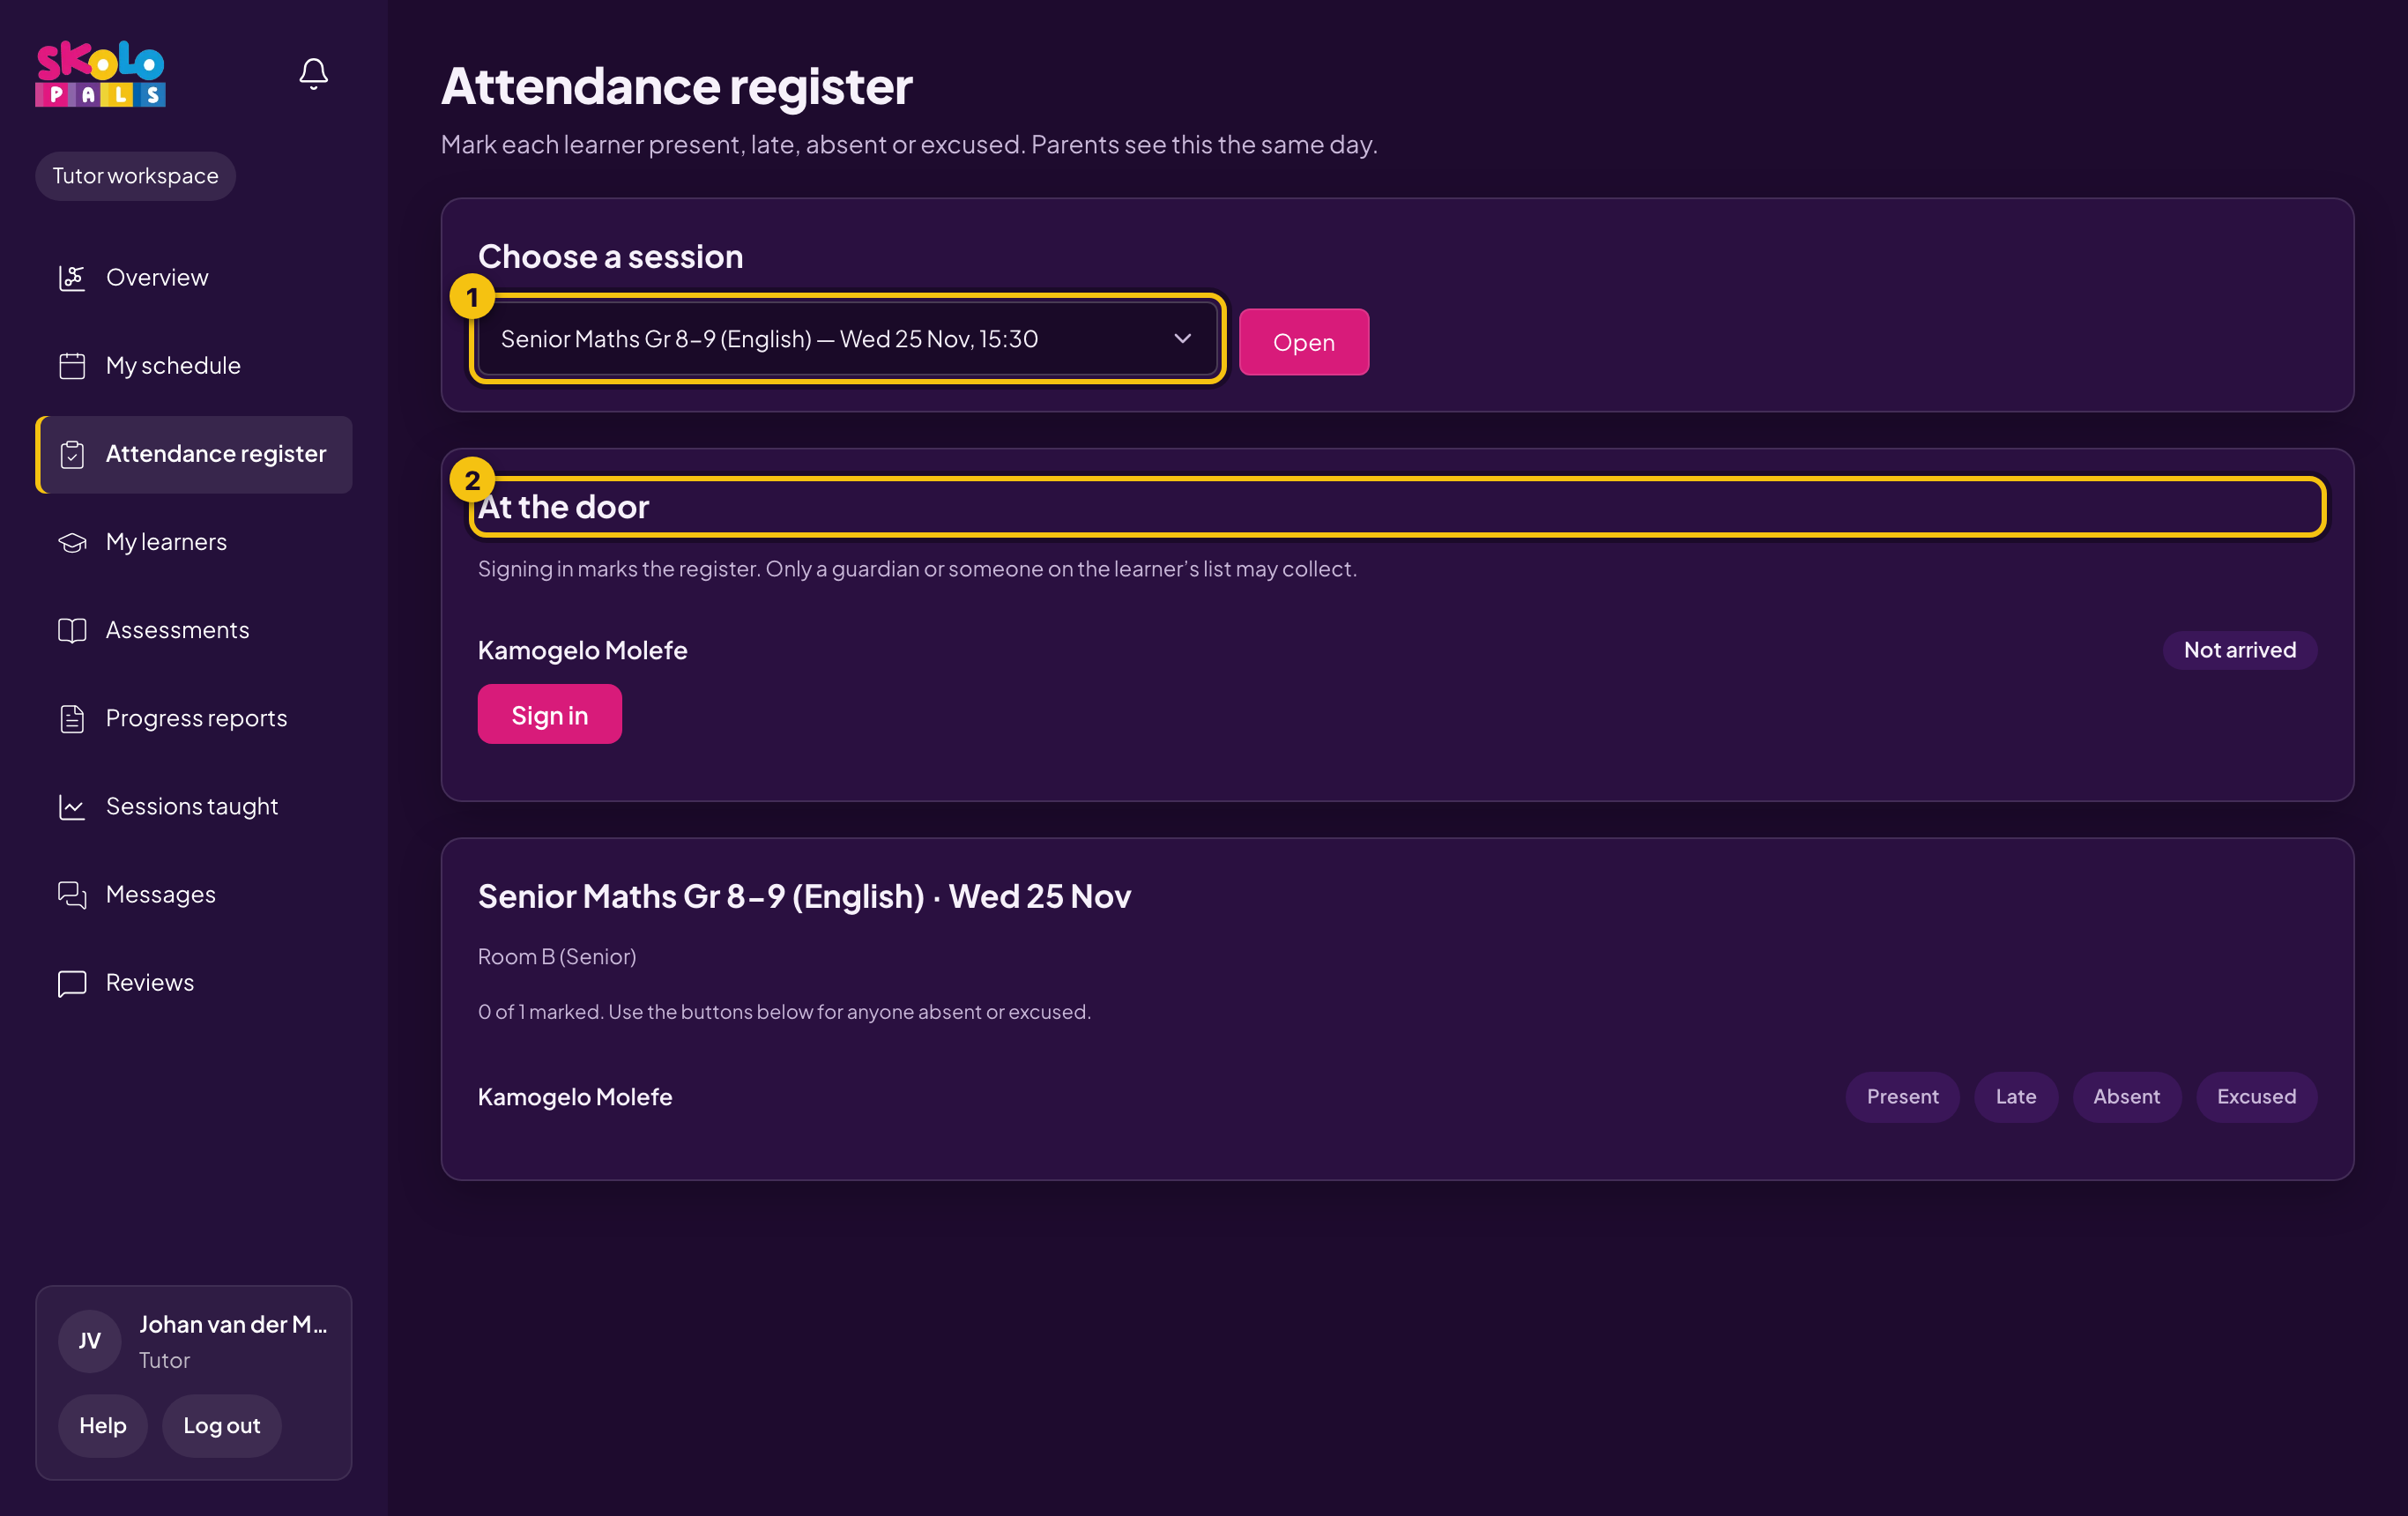 SKOLO
PALS
Tutor workspace
Overview
My schedule
Attendance register
My learners
Assessments
Progress reports
Sessions taught
Messages
Reviews
JV
Johan van der M...
Tutor
Help
Log out
Attendance register
Mark each learner present, late, absent or excused. Parents see this the same day.
Choose a session
1
Senior Maths Gr 8–9 (English) — Wed 25 Nov, 15:30
Open
2
At the door
Signing in marks the register. Only a guardian or someone on the learner’s list may collect.
Kamogelo Molefe
Not arrived
Sign in
Senior Maths Gr 8–9 (English) · Wed 25 Nov
Room B (Senior)
0 of 1 marked. Use the buttons below for anyone absent or excused.
Kamogelo Molefe
Present
Late
Absent
Excused